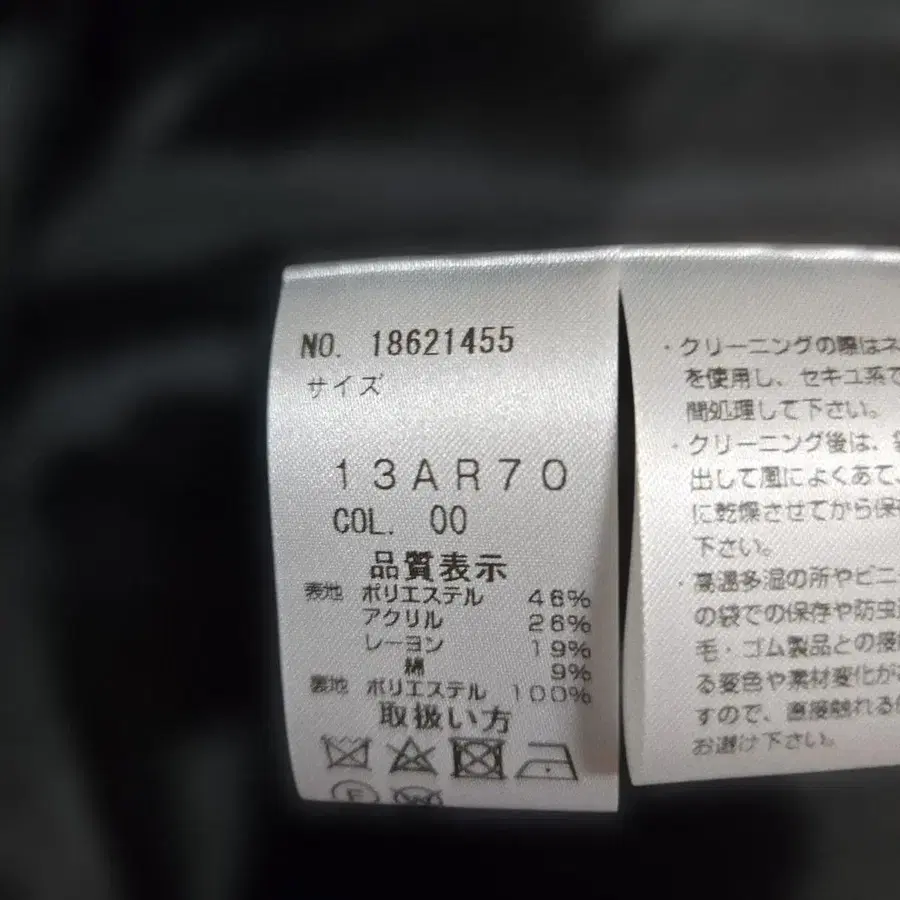 NO. 18621455
サイズ
13AR70
COL. 00
品質表示
表地 ポリエステル 46%
アクリル 26%
レーヨン 19%
綿 9%
裏地 ポリエステル 100%
取扱い方
F
W
・クリーニングの際はネ
を使用し、セキユ系で
間処理して下さい。
・クリーニング後は、袋
出して風によくあて、
に乾燥させてから保存
下さい。
・高温多湿の所やビニ
の袋での保存や防虫
毛・ゴム製品との接
る変色や素材変化が
すので、直接触れる
お避け下さい。